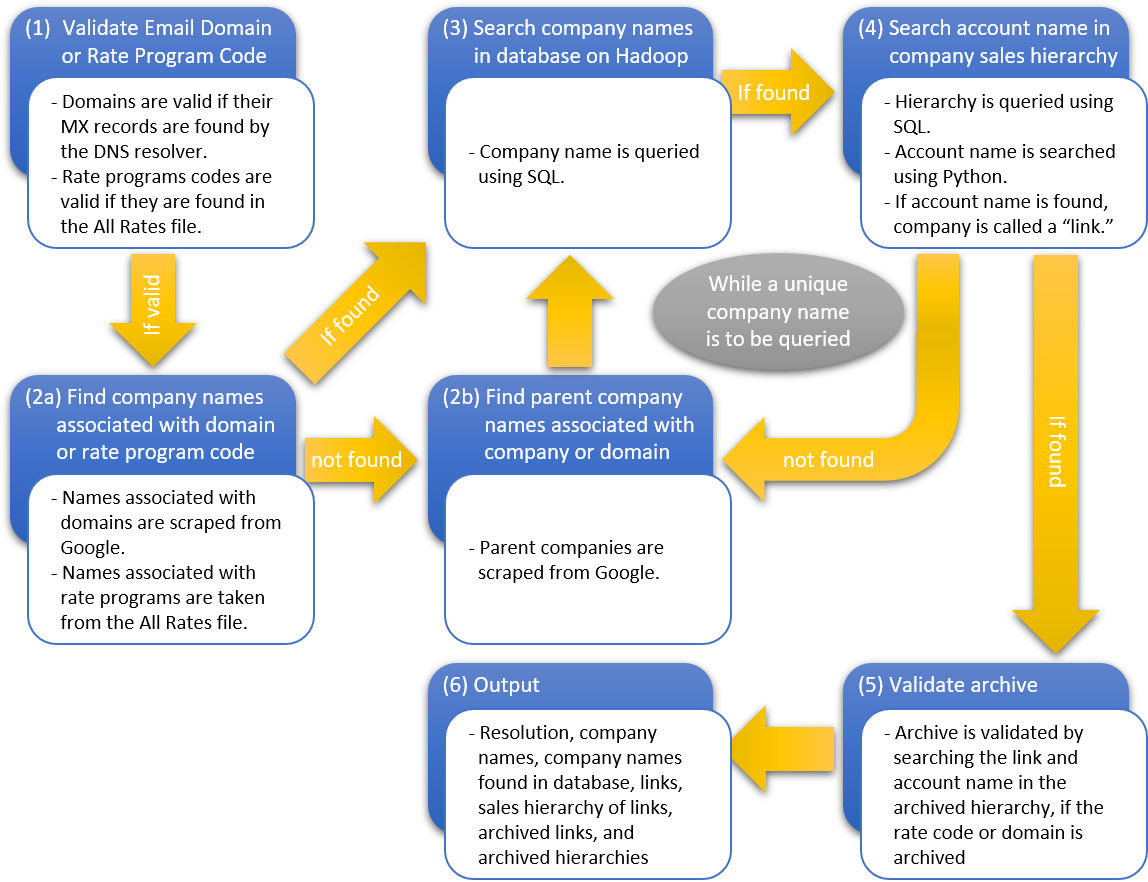 (1) Validate Email Domain
or Rate Program Code
- Domains are valid if their
MX records are found by
the DNS resolver.
- Rate programs codes are
valid if they are found in
the All Rates file.
If valid
(2a) Find company names
associated with domain
or rate program code
- Names associated with
domains are scraped from
Google.
- Names associated with
rate programs are taken
from the All Rates file.
If found
not found
(2b) Find parent company
names associated with
company or domain
- Parent companies are
scraped from Google.
(3) Search company names
in database on Hadoop
- Company name is queried
using SQL.
If found
While a unique
company name
is to be queried
(4) Search account name in
company sales hierarchy
- Hierarchy is queried using
SQL.
- Account name is searched
using Python.
- If account name is found,
company is called a “link.”
not found
If found
(5) Validate archive
- Archive is validated by
searching the link and
account name in the
archived hierarchy, if the
rate code or domain is
archived
(6) Output
- Resolution, company
names, company names
found in database, links,
sales hierarchy of links,
archived links, and
archived hierarchies